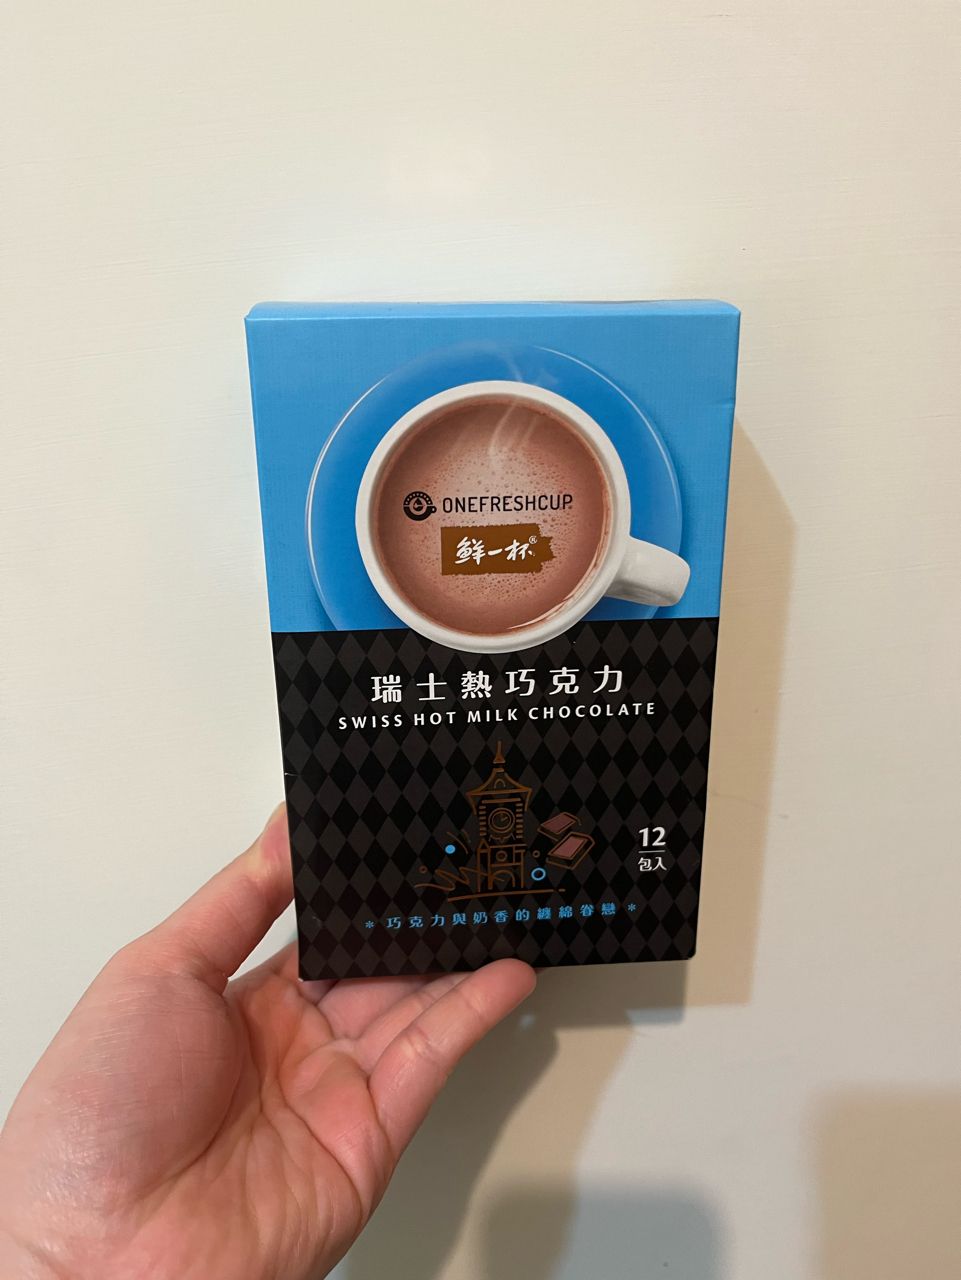 ONEFRESHCUP
鮮一杯®
瑞士熱巧克力
SWISS HOT MILK CHOCOLATE
12
包入
* 巧克力與奶香的纏綿眷戀 *